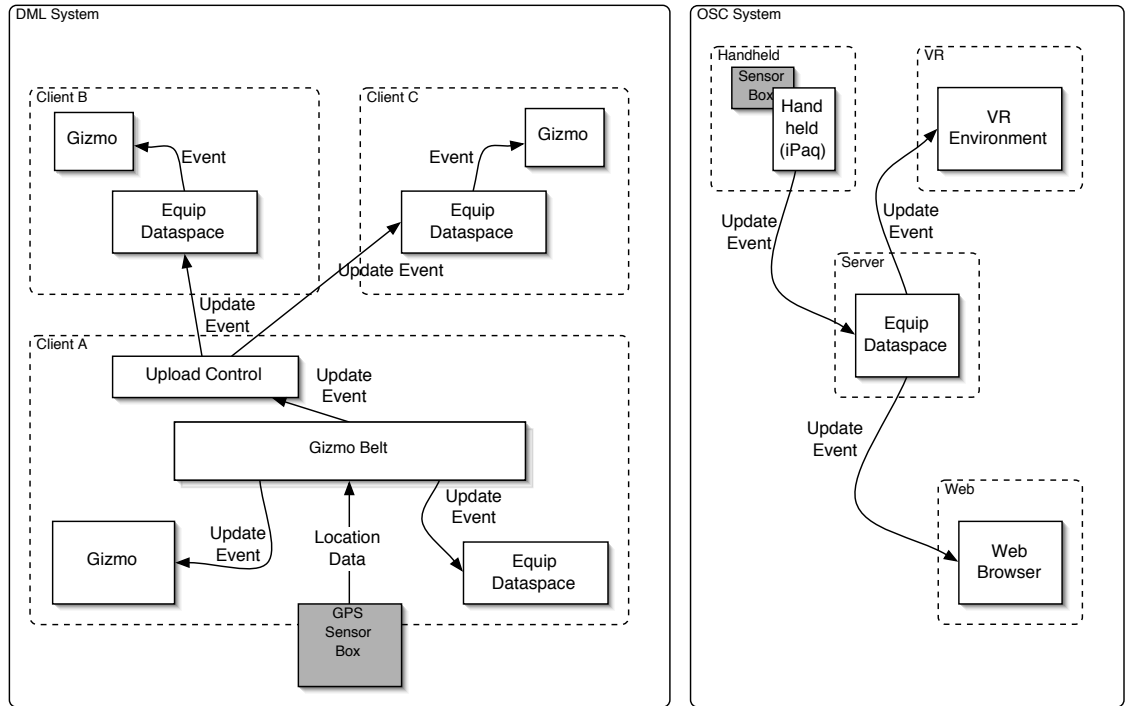 DML System
Client B
Gizmo
Event
Equip
Dataspace
Client C
Gizmo
Event
Equip
Dataspace
Update Event
Update
Event
Client A
Upload Control
Update
Event
Gizmo Belt
Gizmo
Update
Event
Location
Data
Update
Event
Equip
Dataspace
GPS
Sensor
Box
OSC System
Handheld
Sensor
Box
Hand
held
(iPaq)
VR
VR
Environment
Update
Event
Update
Event
Server
Equip
Dataspace
Update
Event
Web
Web
Browser